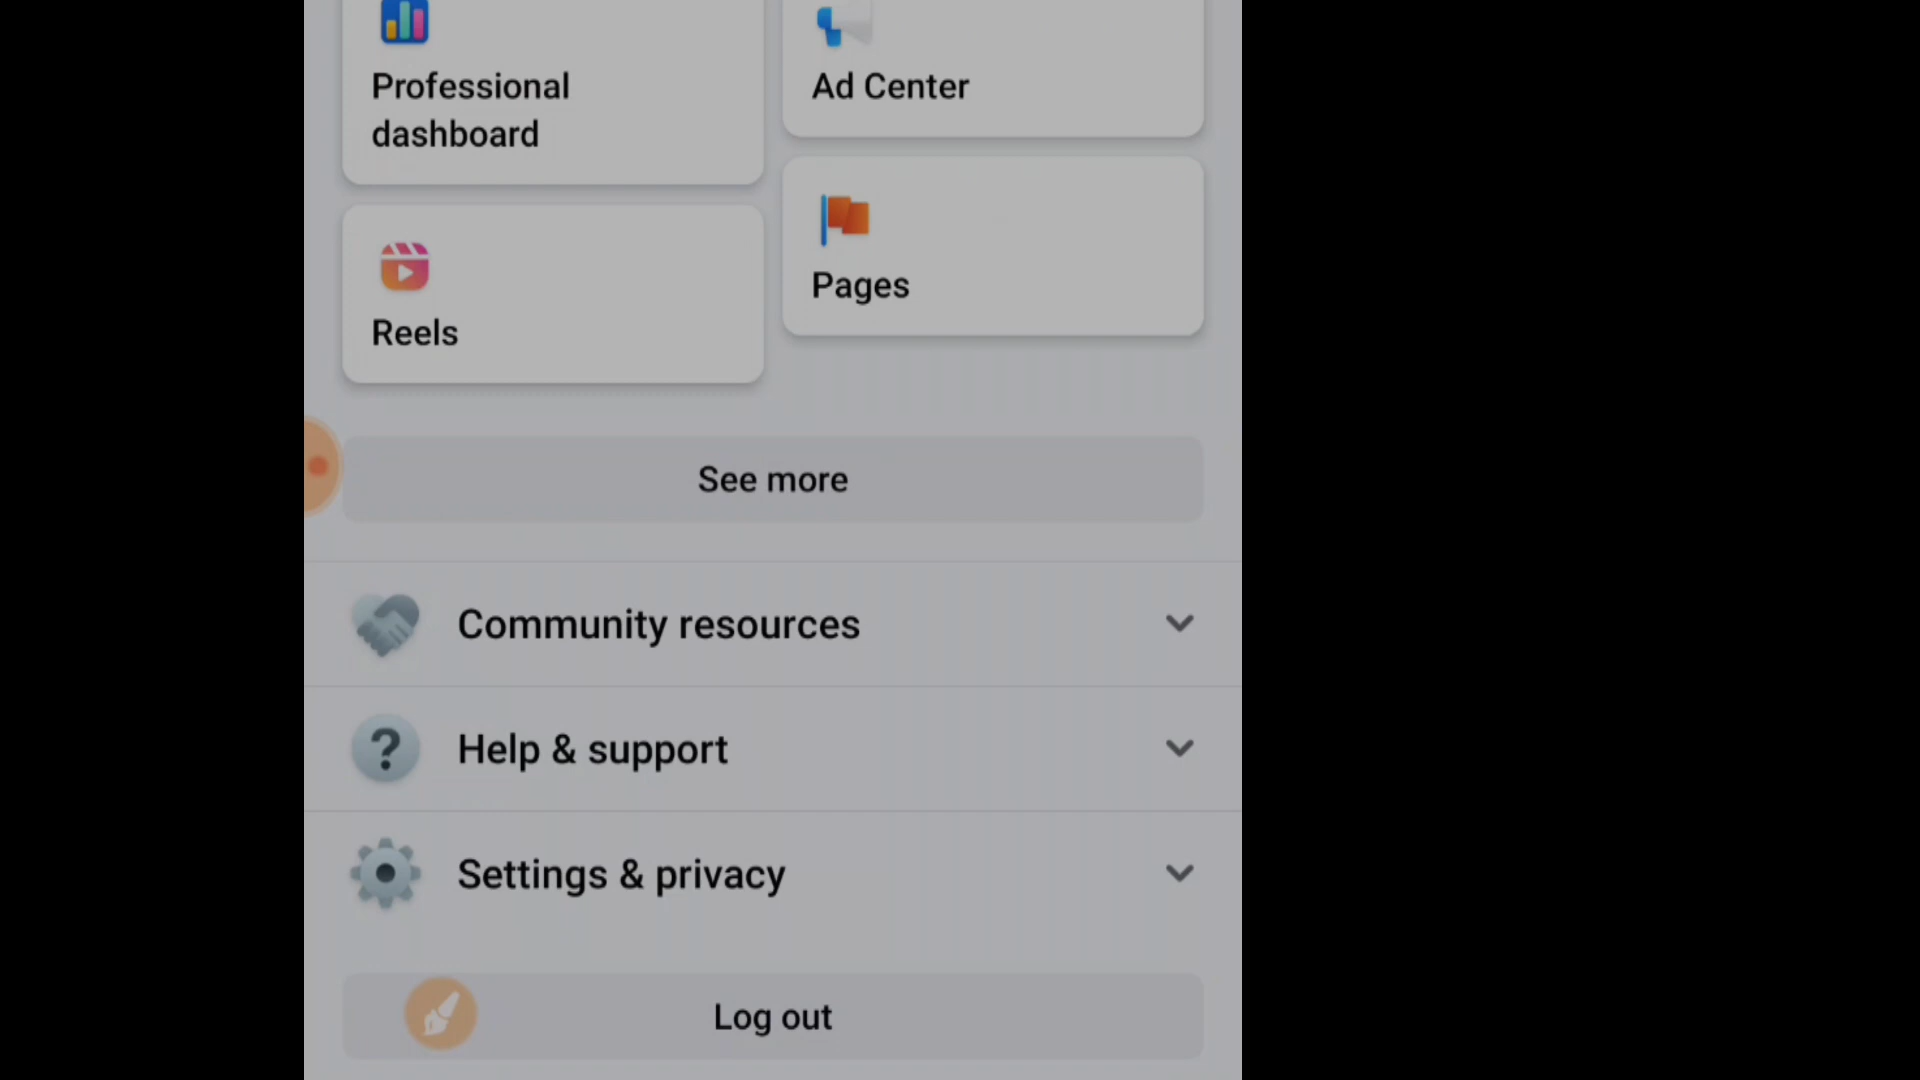 Professional
dashboard
Ad Center
Reels
Pages
See more
Community resources
Help & support
Settings & privacy
Log out